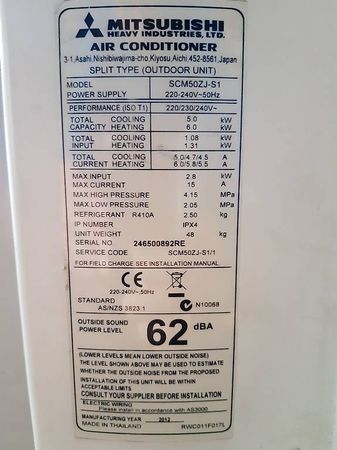 MITSUBISHI
HEAVY INDUSTRIES, LTD.
AIR CONDITIONER
3-1, Asahi, Nishibiwajima-cho, Kiyosu, Aichi, 452-8561, Japan
SPLIT TYPE (OUTDOOR UNIT)
MODEL SCM50ZJ-S1
POWER SUPPLY 220-240V~50Hz
PERFORMANCE (ISO T1) 220/230/240V~
TOTAL COOLING 5.0 kW
CAPACITY HEATING 6.0 kW
TOTAL COOLING 1.08 kW
INPUT HEATING 1.31 kW
TOTAL COOLING 5.0/4.7/4.5 A
CURRENT HEATING 6.0/5.8/5.5 A
MAX INPUT 2.8 kW
MAX CURRENT 15 A
MAX HIGH PRESSURE 4.15 MPa
MAX LOW PRESSURE 2.05 MPa
REFRIGERANT R410A 2.50 kg
IP NUMBER IPX4
UNIT WEIGHT 48 kg
SERIAL NO. 246500892RE
SERVICE CODE SCM50ZJ-S1/1
FOR FIELD CHARGE SEE INSTALLATION MANUAL.
CE
220-240V~,50Hz
N10068
STANDARD
AS/NZS 3823.1
OUTSIDE SOUND
POWER LEVEL 62 dBA
(LOWER LEVELS MEAN LOWER OUTSIDE NOISE)
THE LEVEL SHOWN MAY BE USED TO ESTIMATE
WHETHER THE OUTSIDE NOISE FROM THE PROPOSED
INSTALLATION OF THIS UNIT WILL BE WITHIN
ACCEPTABLE LIMITS
CONSULT YOUR SUPPLIER BEFORE INSTALLATION
ELECTRIC WIRING
Please install in accordance with AS3000
MANUFACTURING YEAR 2012
MADE IN THAILAND RWC011F017L